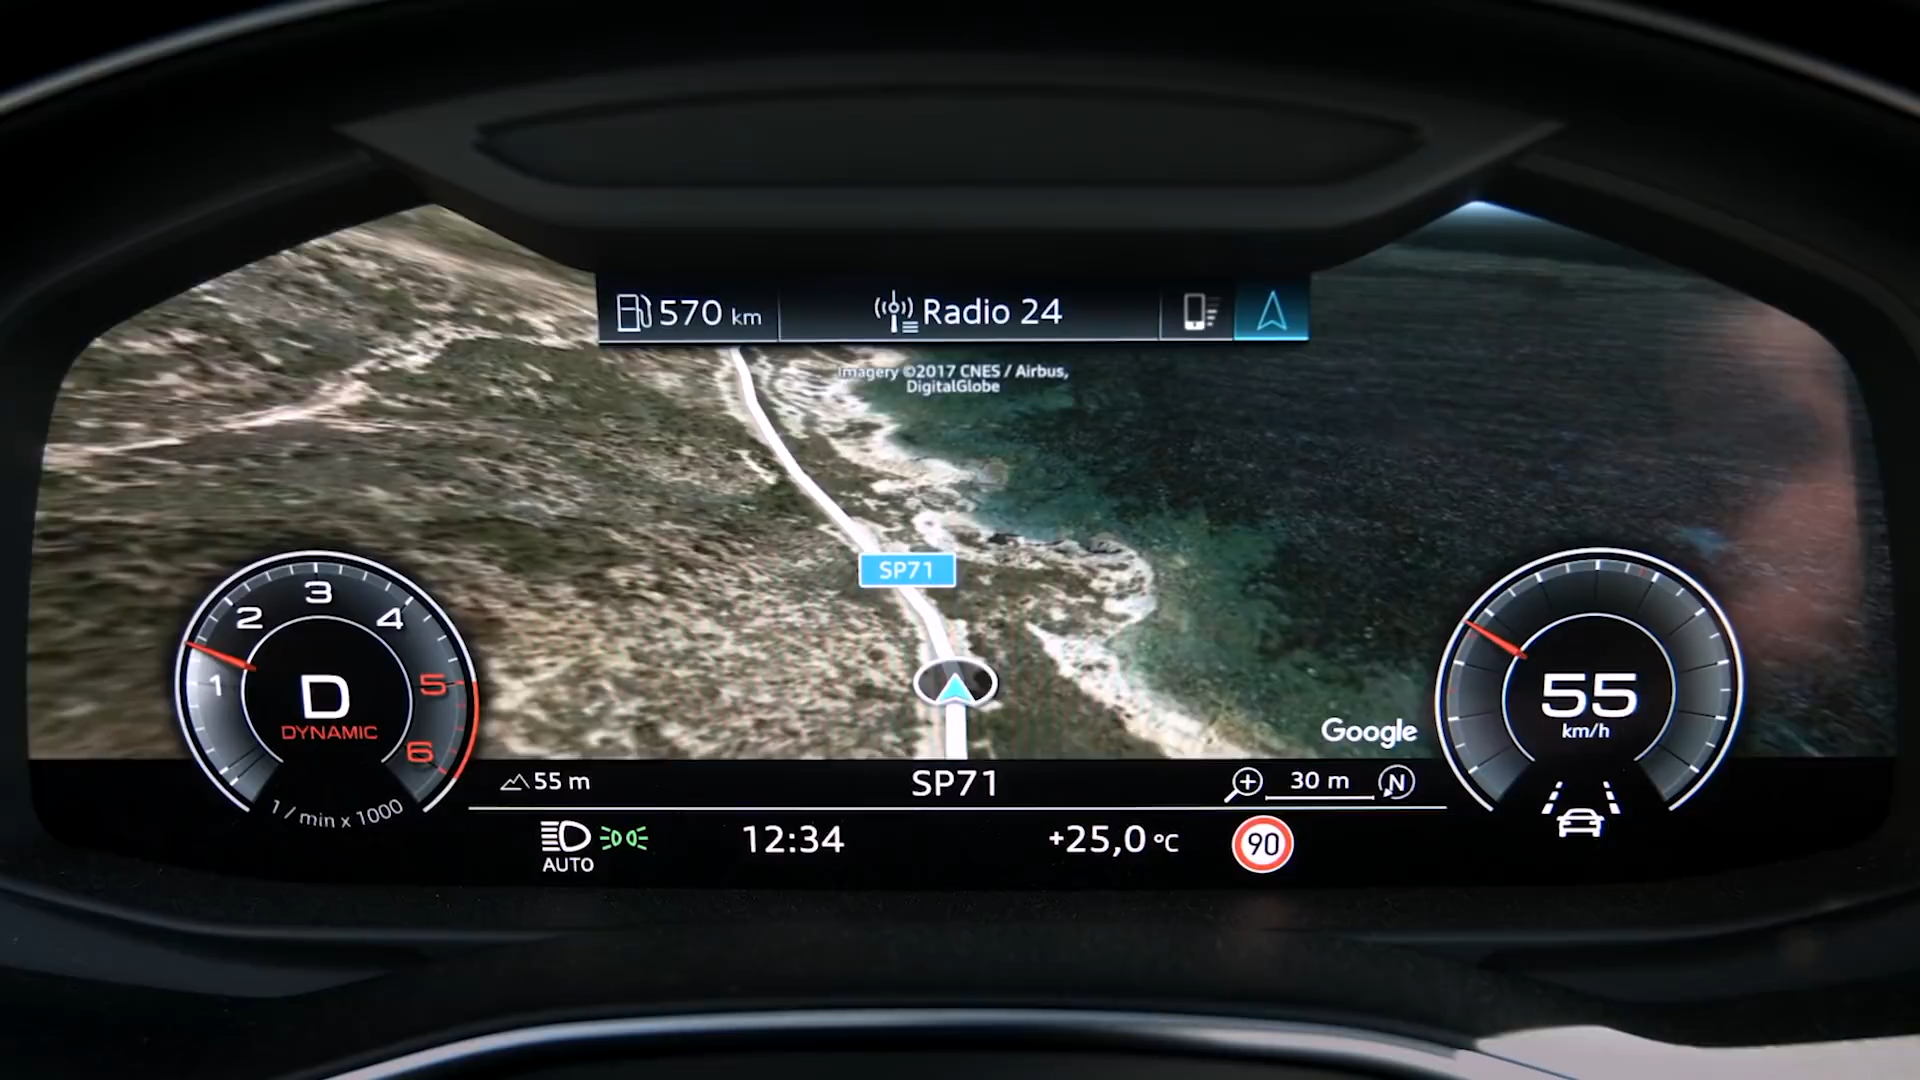 570 km
Radio 24
Imagery ©2017 CNES / Airbus,
DigitalGlobe
SP71
1
2
3
4
5
6
D
DYNAMIC
1 / min x 1000
Google
55
km/h
55 m
SP71
30 m
N
AUTO
12:34
+25,0 °C
90